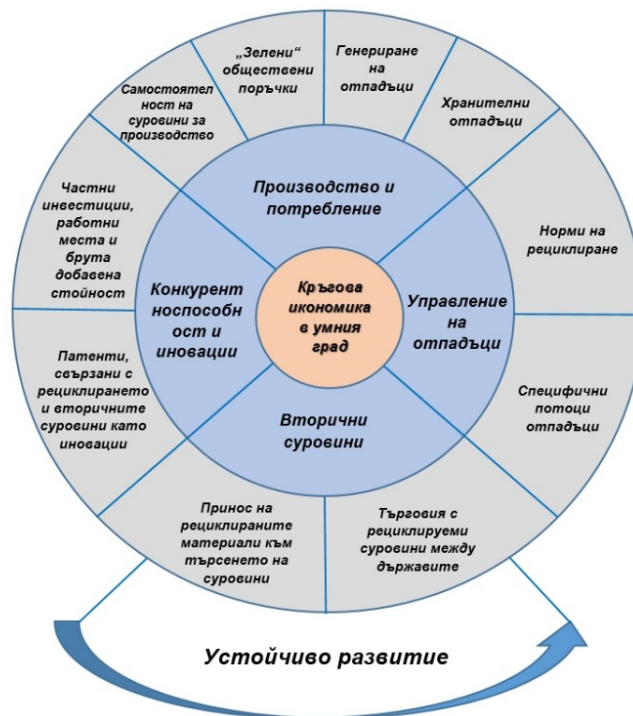 „Зелени“
обществени
поръчки
Генериране
на
отпадъци
Самостоятел
ност на
суровини за
производство
Хранителни
отпадъци
Производство и
потребление
Частни
инвестиции,
работни
места и
брута
добавена
стойност
Норми на
рециклиране
Конкурент
носпособн
ост и
иновации
Кръгова
икономика
в умния
град
Управление
на
отпадъци
Патенти,
свързани с
рециклирането
и вторичните
суровини като
иновации
Специфични
потоци
отпадъци
Вторични
суровини
Принос на
рециклираните
материали към
търсенето на
суровини
Търговия с
рециклируеми
суровини между
държавите
Устойчиво развитие